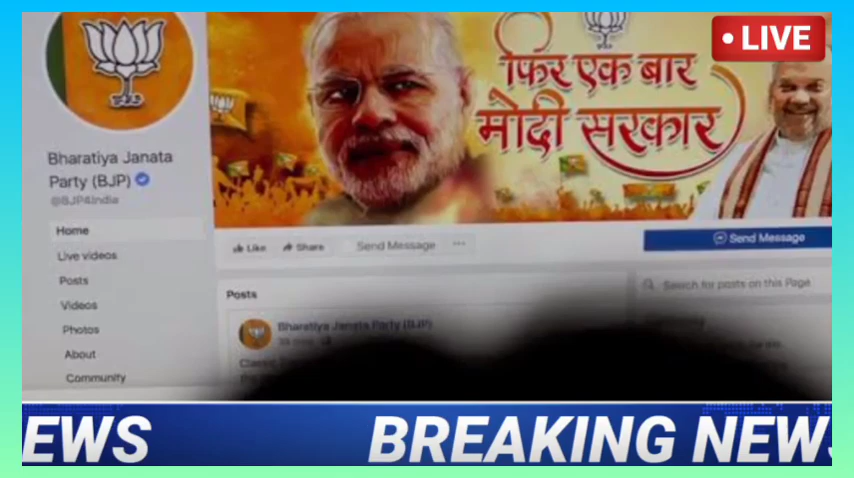 LIVE
फिर एक बार
मोदी सरकार
Bharatiya Janata
Party (BJP)
@BJP4India
Home
Live videos
Posts
Videos
Photos
About
Community
Like Share Send Message ...
Send Message
Search for posts on this Page
Posts
Bharatiya Janata Party (BJP)
EWS BREAKING NEWS